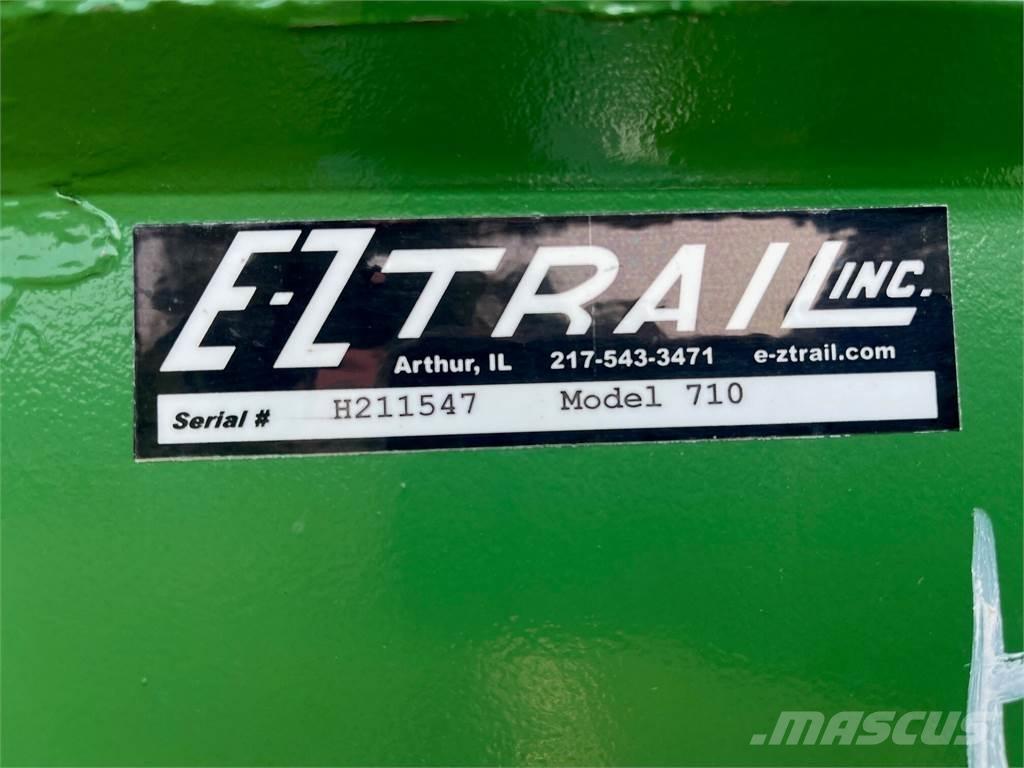 E-Z TRAIL INC.
Arthur, IL 217-543-3471 e-ztrail.com
Serial # H211547 Model 710
MASCUS